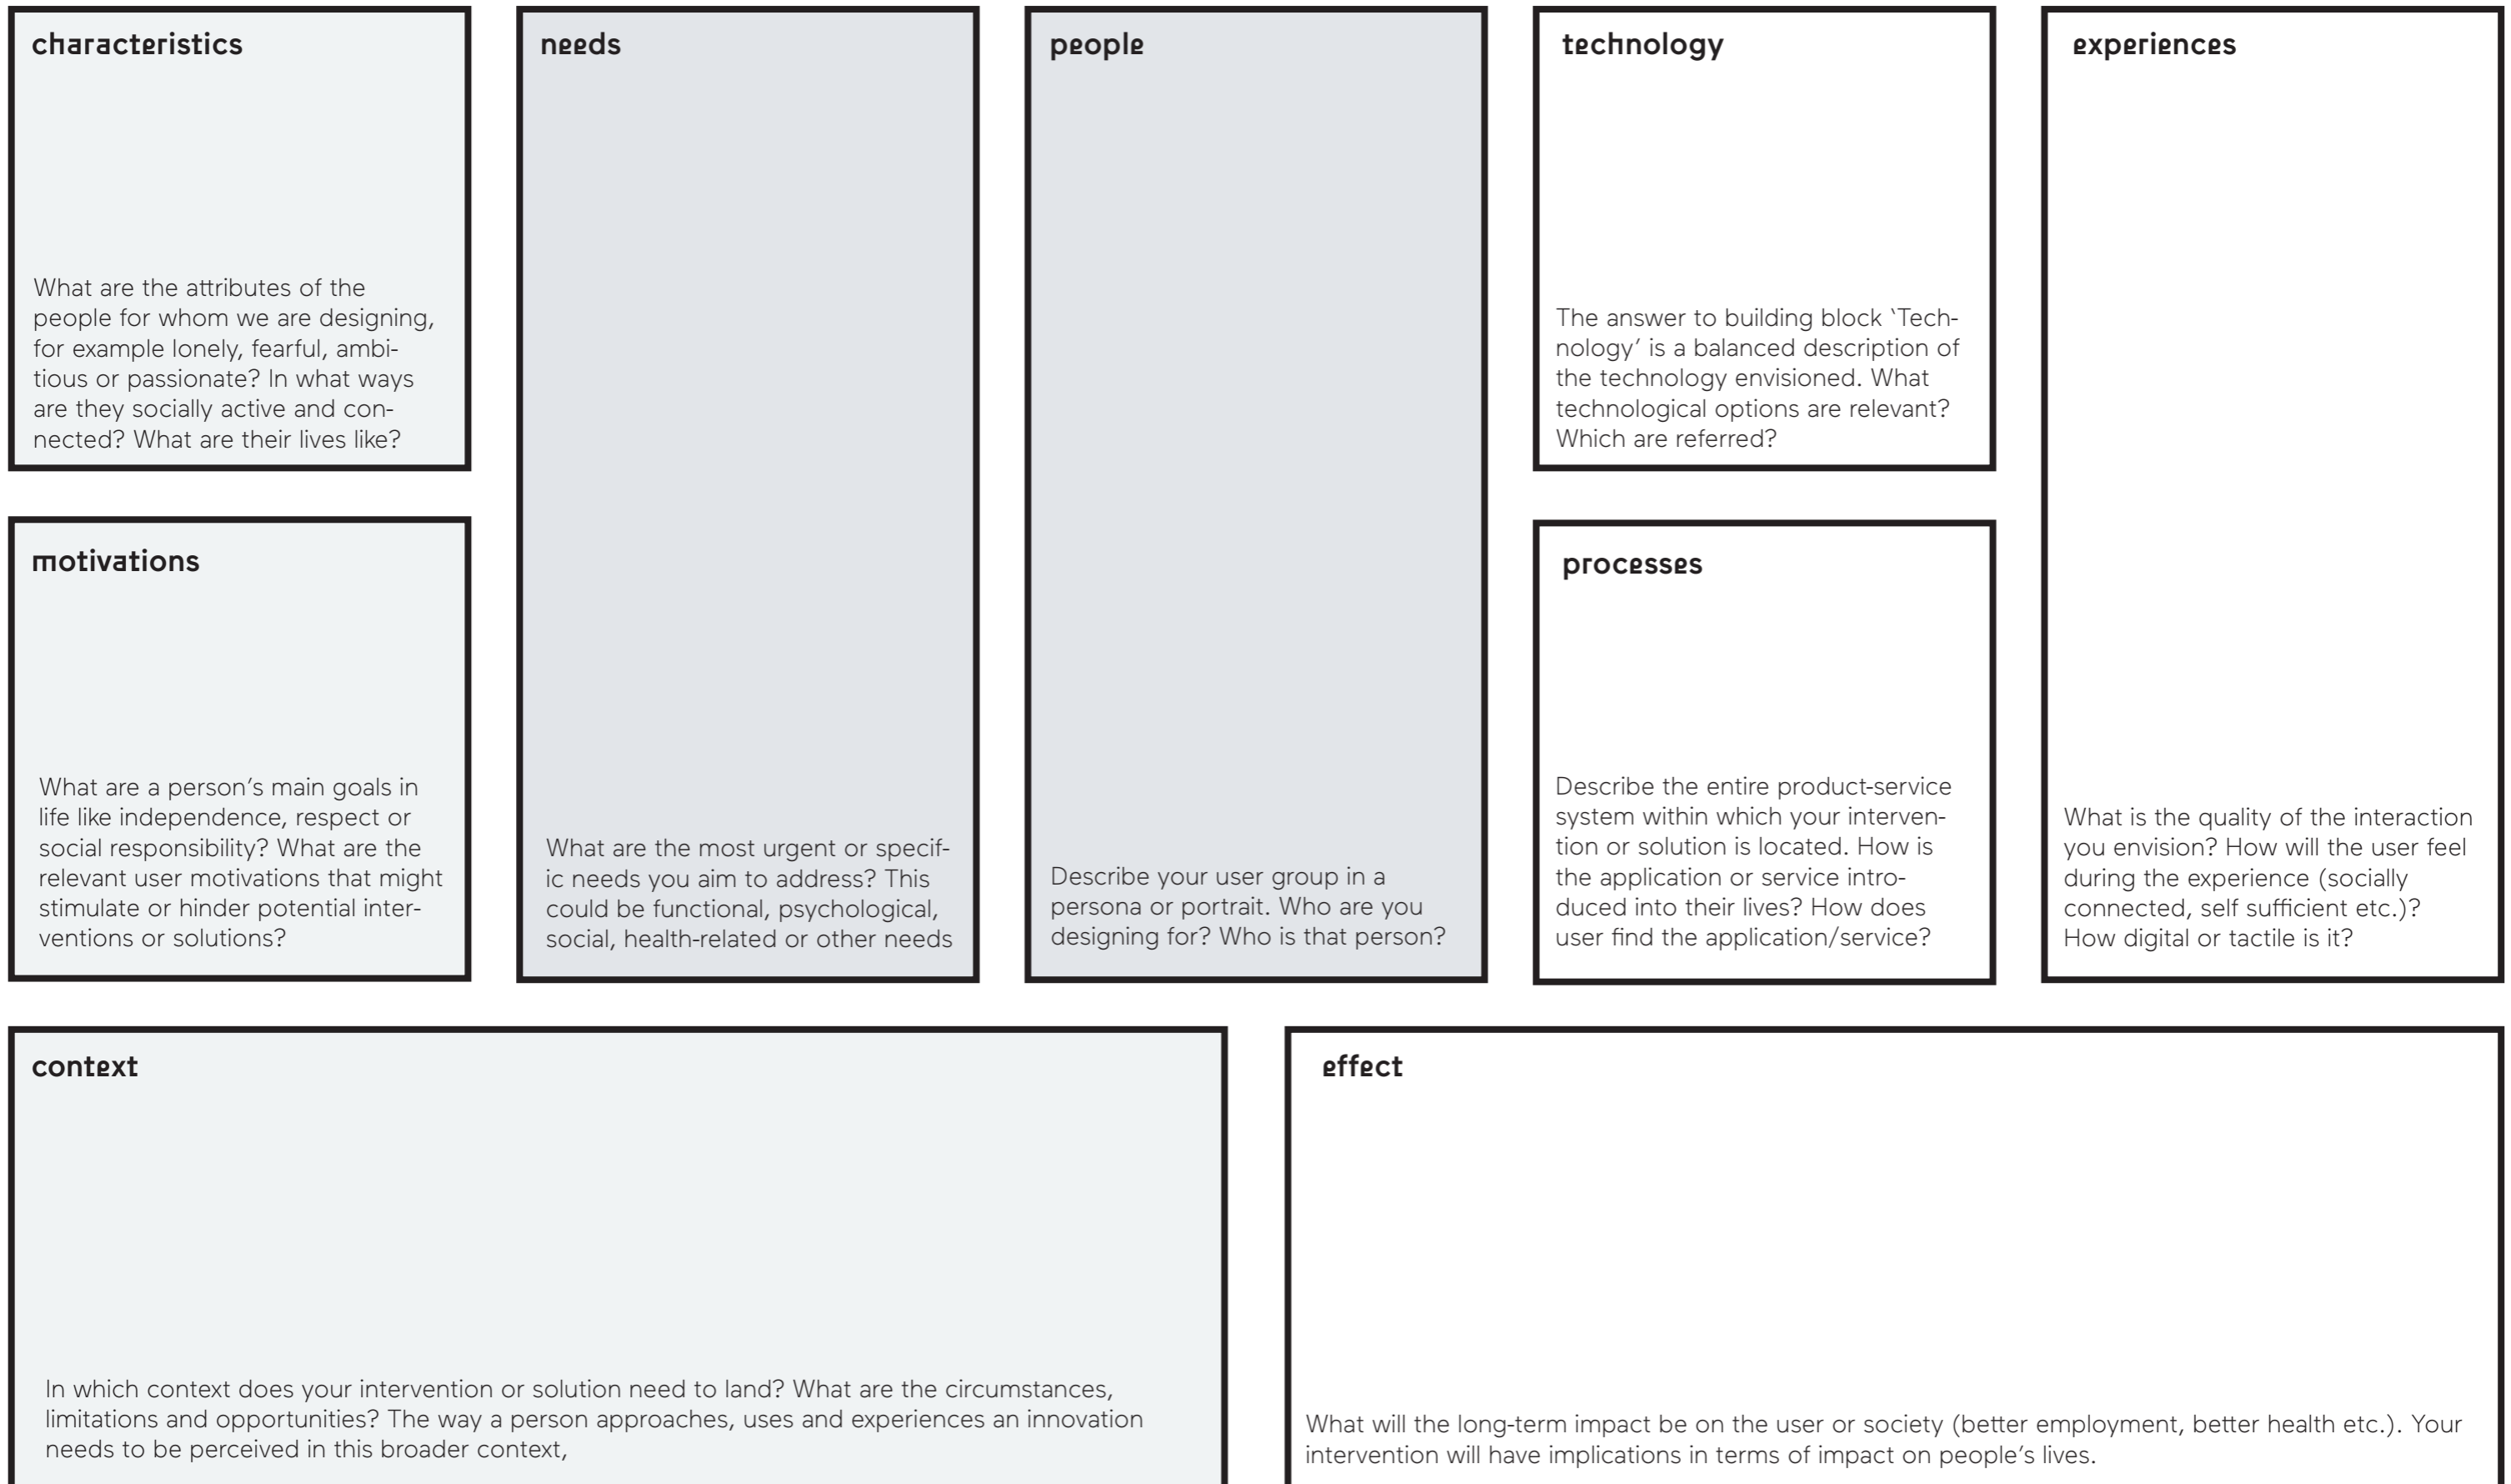 characteristics
What are the attributes of the
people for whom we are designing,
for example lonely, fearful, ambi-
tious or passionate? In what ways
are they socially active and con-
nected? What are their lives like?
motivations
What are a person’s main goals in
life like independence, respect or
social responsibility? What are the
relevant user motivations that might
stimulate or hinder potential inter-
ventions or solutions?
needs
What are the most urgent or specif-
ic needs you aim to address? This
could be functional, psychological,
social, health-related or other needs
people
Describe your user group in a
persona or portrait. Who are you
designing for? Who is that person?
technology
The answer to building block ‘Tech-
nology’ is a balanced description of
the technology envisioned. What
technological options are relevant?
Which are referred?
processes
Describe the entire product-service
system within which your interven-
tion or solution is located. How is
the application or service intro-
duced into their lives? How does
user find the application/service?
experiences
What is the quality of the interaction
you envision? How will the user feel
during the experience (socially
connected, self sufficient etc.)?
How digital or tactile is it?
context
In which context does your intervention or solution need to land? What are the circumstances,
limitations and opportunities? The way a person approaches, uses and experiences an innovation
needs to be perceived in this broader context,
effect
What will the long-term impact be on the user or society (better employment, better health etc.). Your
intervention will have implications in terms of impact on people’s lives.